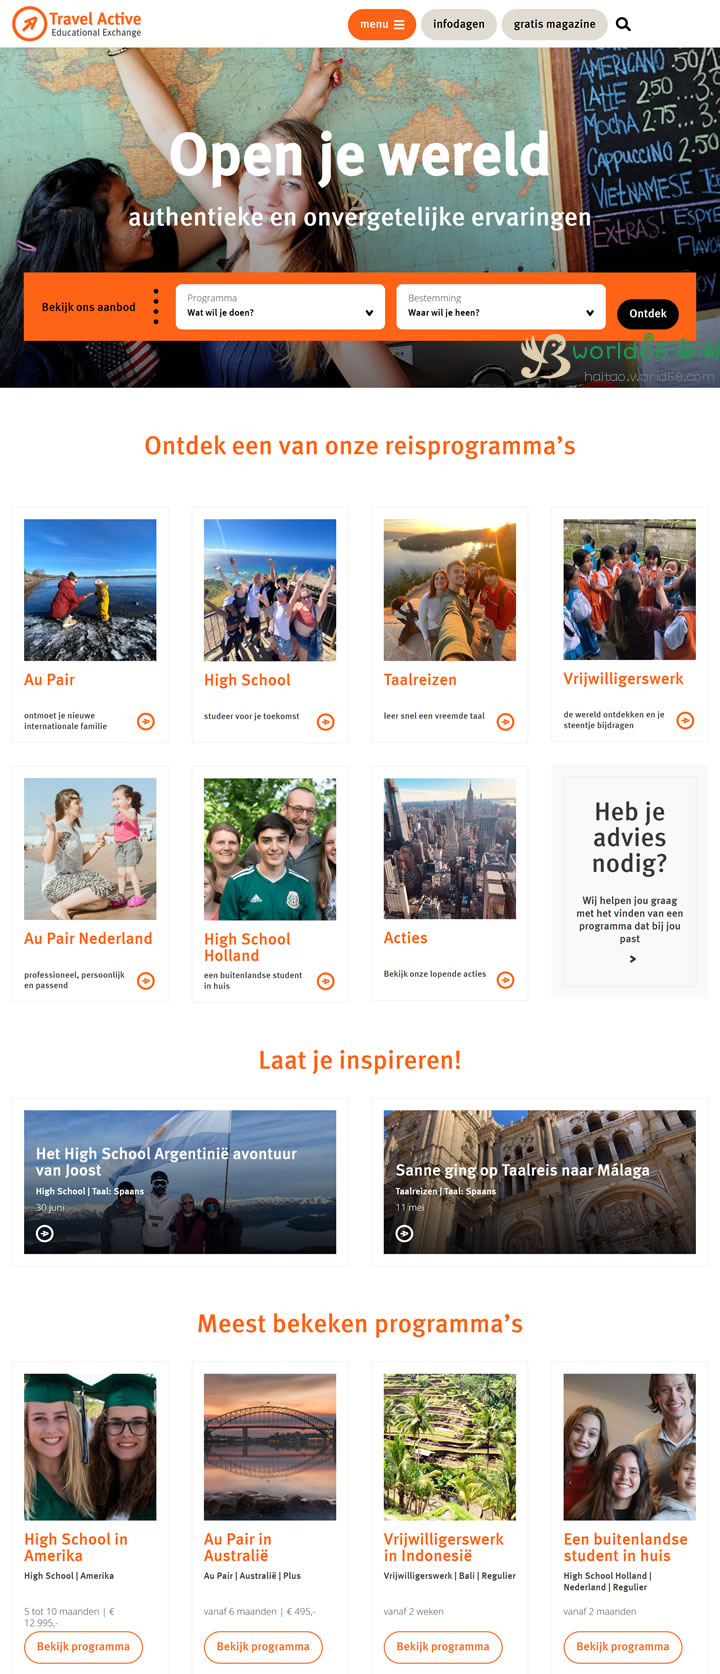 Travel Active
Educational Exchange
menu
infodagen
gratis magazine
AMERICANO .50/1
LATTE 2.50...3.
MOCHA 2.75...3.
CAPPUCCINO 2.50
VIETNAMESE
EXTRAS!
Open je wereld
authentieke en onvergetelijke ervaringen
Bekijk ons aanbod
Programma
Wat wil je doen?
Bestemming
Waar wil je heen?
Ontdek
world68
haitao.world68.com
Ontdek een van onze reisprogramma’s
Au Pair
ontmoet je nieuwe
internationale familie
High School
studeer voor je toekomst
Taalreizen
leer snel een vreemde taal
Vrijwilligerswerk
de wereld ontdekken en je
steentje bijdragen
Au Pair Nederland
professioneel, persoonlijk
en passend
High School
Holland
een buitenlandse student
in huis
Acties
Bekijk onze lopende acties
Heb je
advies
nodig?
Wij helpen jou graag
met het vinden van een
programma dat bij jou
past
>
Laat je inspireren!
Het High School Argentinië avontuur
van Joost
High School | Taal: Spaans
30 juni
Sanne ging op Taalreis naar Málaga
Taalreizen | Taal: Spaans
11 mei
Meest bekeken programma’s
High School in
Amerika
High School | Amerika
5 tot 10 maanden | €
12.995,-
Bekijk programma
Au Pair in
Australië
Au Pair | Australië | Plus
vanaf 6 maanden | € 495,-
Bekijk programma
Vrijwilligerswerk
in Indonesië
Vrijwilligerswerk | Bali | Regulier
vanaf 2 weken
Bekijk programma
Een buitenlandse
student in huis
High School Holland |
Nederland | Regulier
vanaf 2 maanden
Bekijk programma